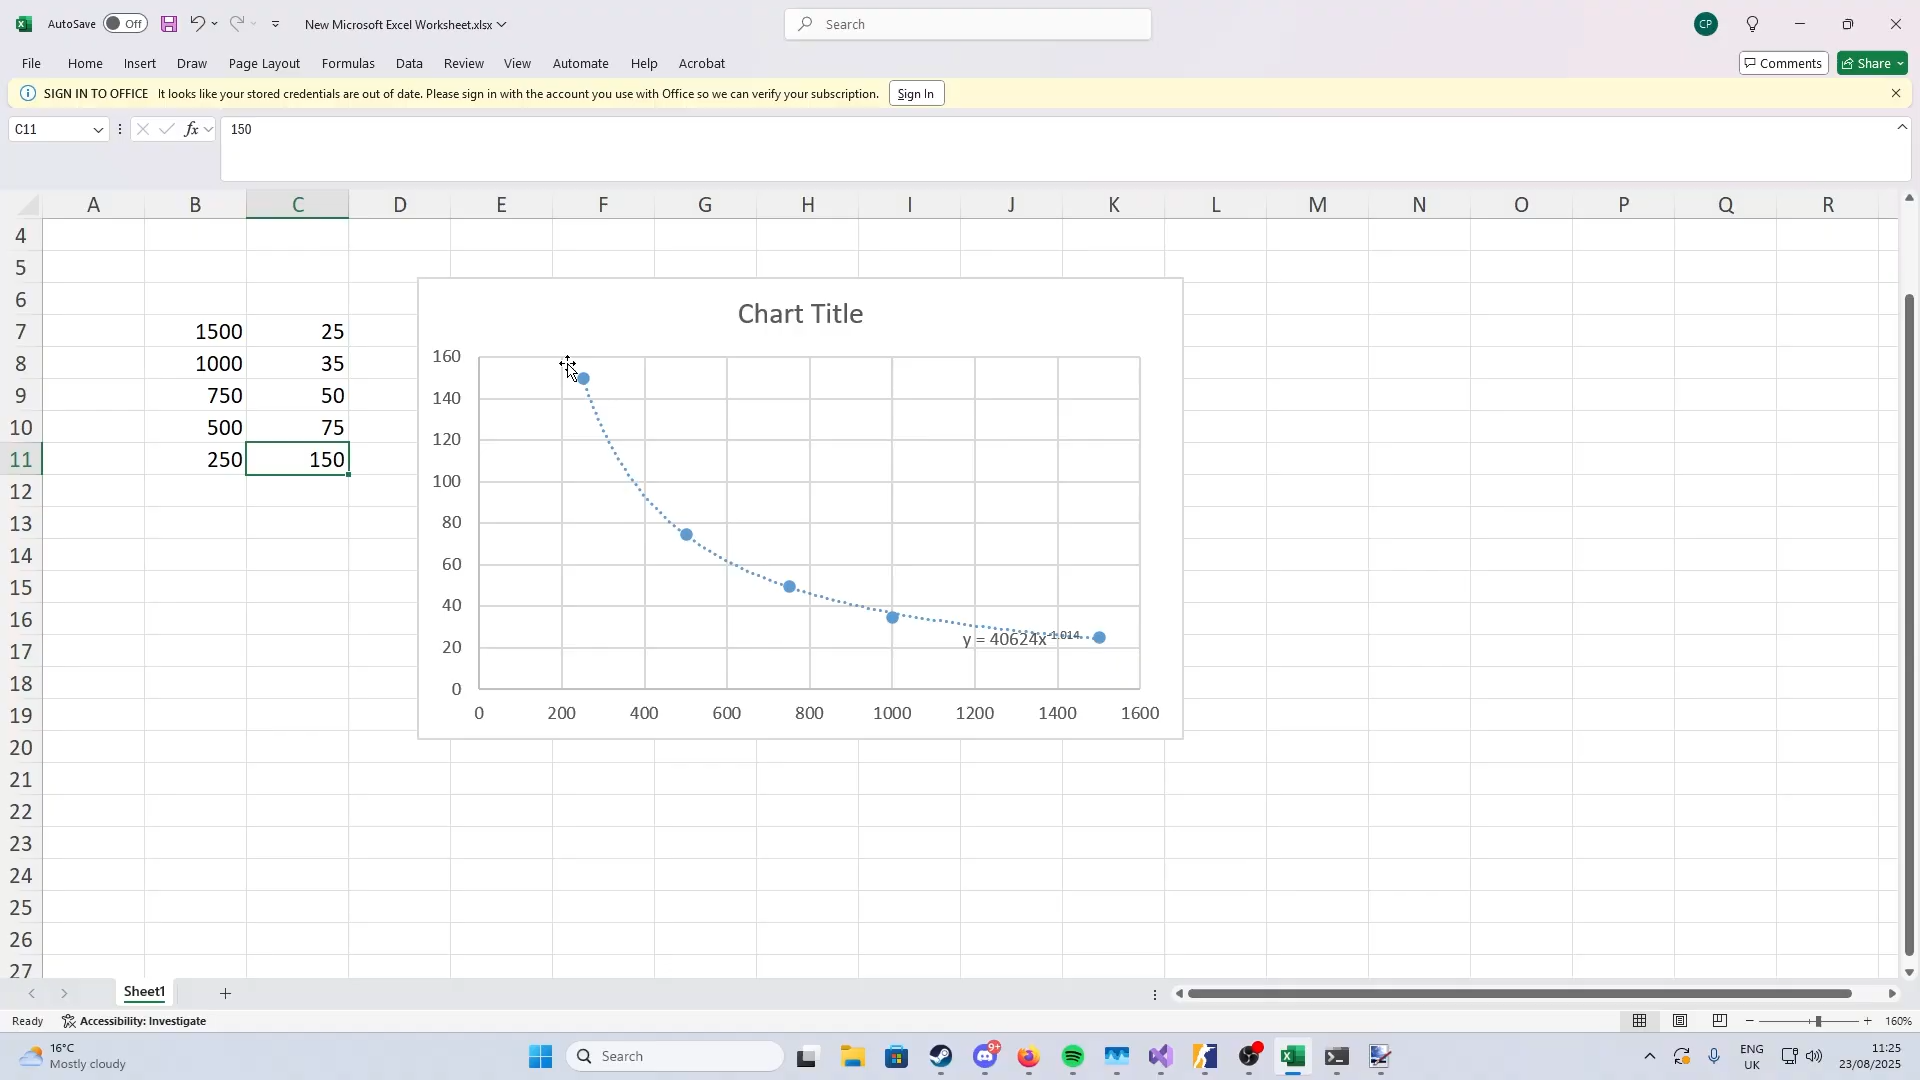 AutoSave Off New Microsoft Excel Worksheet.xlsx Search CP
File Home Insert Draw Page Layout Formulas Data Review View Automate Help Acrobat Comments Share
SIGN IN TO OFFICE It looks like your stored credentials are out of date. Please sign in with the account you use with Office so we can verify your subscription. Sign In
C11 fx 150
A B C D E F G H I J K L M N O P Q R
4
5
6
7 1500 25
8 1000 35
9 750 50
10 500 75
11 250 150
12
13
14
15
16
17
18
19
20
21
22
23
24
25
26
27
Chart Title
160
140
120
100
80
60
40
20
0
y = 40624x-1.014
0 200 400 600 800 1000 1200 1400 1600
Sheet1
Ready Accessibility: Investigate 160%
16°C
Mostly cloudy
Search
9+
ENG
UK
11:25
23/08/2025